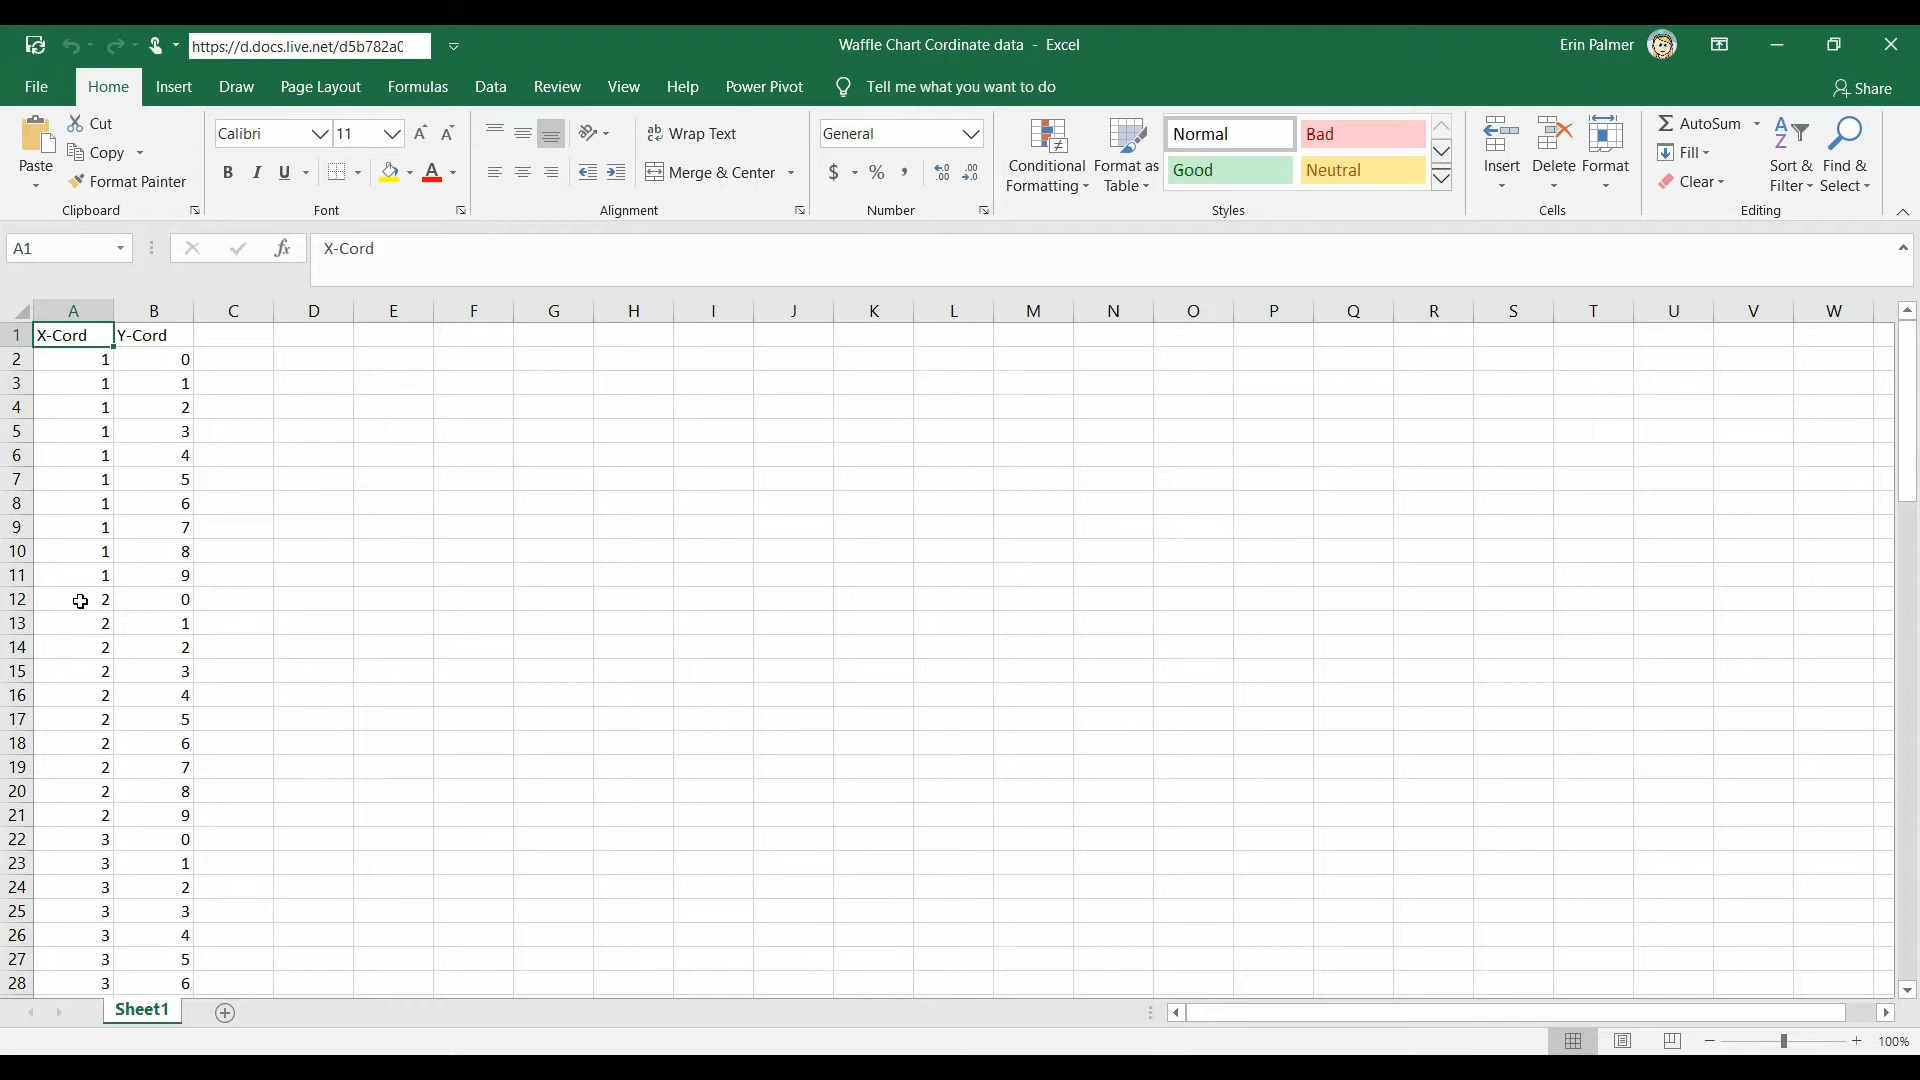 https://d.docs.live.net/d5b782a0
Waffle Chart Cordinate data - Excel
Erin Palmer
File Home Insert Draw Page Layout Formulas Data Review View Help Power Pivot Tell me what you want to do
Share
Paste
Cut
Copy
Format Painter
Clipboard
Calibri 11
B I U
Font
Wrap Text
Merge & Center
Alignment
General
$ % ,
Number
Conditional Formatting
Format as Table
Normal Bad
Good Neutral
Styles
Insert Delete Format
Cells
AutoSum
Fill
Clear
Sort & Filter
Find & Select
Editing
A1 fx X-Cord
A B C D E F G H I J K L M N O P Q R S T U V W
1 X-Cord Y-Cord
2 1 0
3 1 1
4 1 2
5 1 3
6 1 4
7 1 5
8 1 6
9 1 7
10 1 8
11 1 9
12 2 0
13 2 1
14 2 2
15 2 3
16 2 4
17 2 5
18 2 6
19 2 7
20 2 8
21 2 9
22 3 0
23 3 1
24 3 2
25 3 3
26 3 4
27 3 5
28 3 6
Sheet1
100%